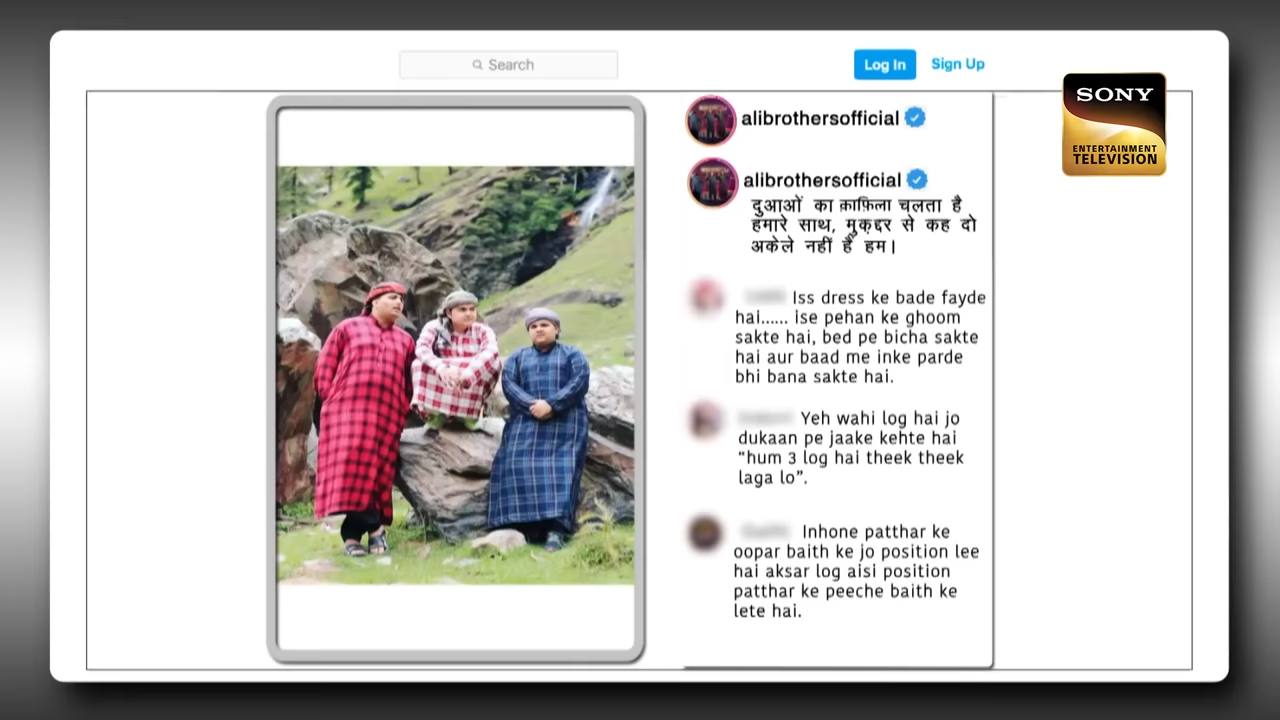 Search
Log In
Sign Up
SONY
ENTERTAINMENT
TELEVISION
alibrothersofficial
alibrothersofficial
दुआओं का क़ाफ़िला चलता है
हमारे साथ, मुक़द्दर से कह दो
अकेले नहीं हैं हम।
Iss dress ke bade fayde
hai...... ise pehan ke ghoom
sakte hai, bed pe bicha sakte
hai aur baad me inke parde
bhi bana sakte hai.
Yeh wahi log hai jo
dukaan pe jaake kehte hai
“hum 3 log hai theek theek
laga lo”.
Inhone patthar ke
oopar baith ke jo position lee
hai aksar log aisi position
patthar ke peeche baith ke
lete hai.